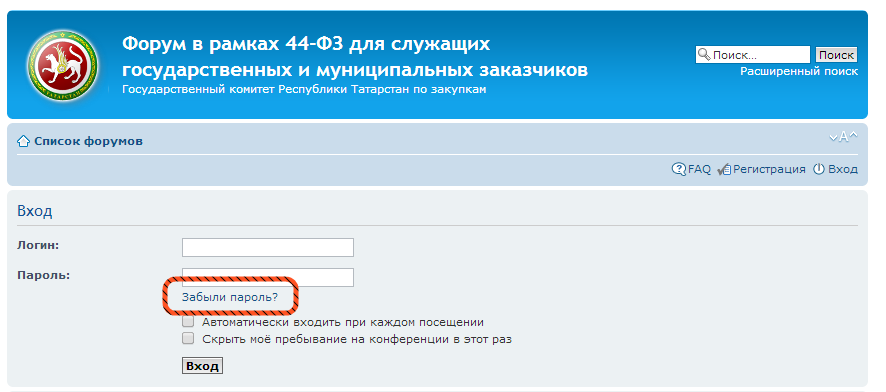 Форум в рамках 44-ФЗ для служащих
государственных и муниципальных заказчиков
Государственный комитет Республики Татарстан по закупкам
ТАТАРСТАН
Поиск…
Поиск
Расширенный поиск
Список форумов
A
FAQ
Регистрация
Вход
Вход
Логин:
Пароль:
Забыли пароль?
Автоматически входить при каждом посещении
Скрыть моё пребывание на конференции в этот раз
Вход